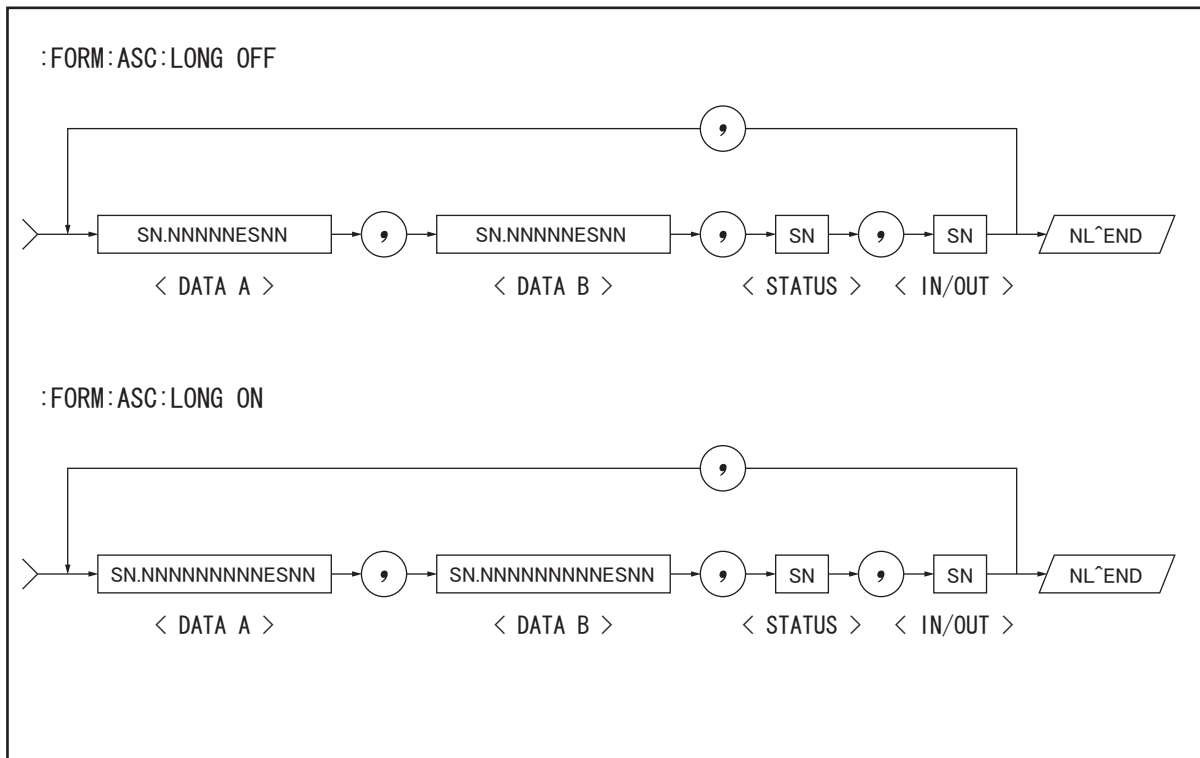 :FORM:ASC:LONG OFF
,
SN.NNNNNESNN , SN.NNNNNESNN , SN , SN NL^END
< DATA A > < DATA B > < STATUS > < IN/OUT >
:FORM:ASC:LONG ON
,
SN.NNNNNNNNNESNN , SN.NNNNNNNNNESNN , SN , SN NL^END
< DATA A > < DATA B > < STATUS > < IN/OUT >